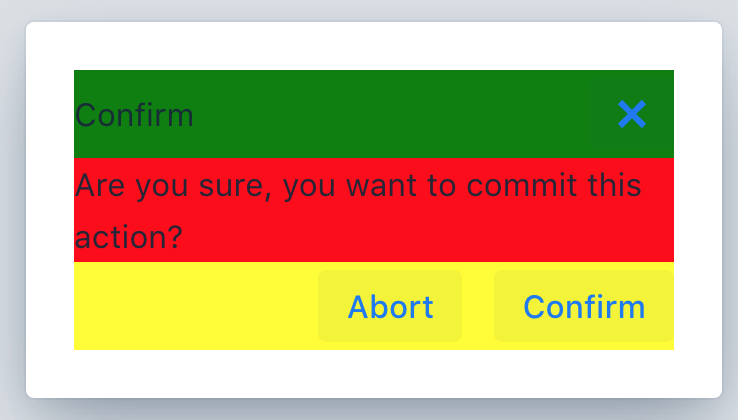 Confirm
Are you sure, you want to commit this
action?
Abort Confirm